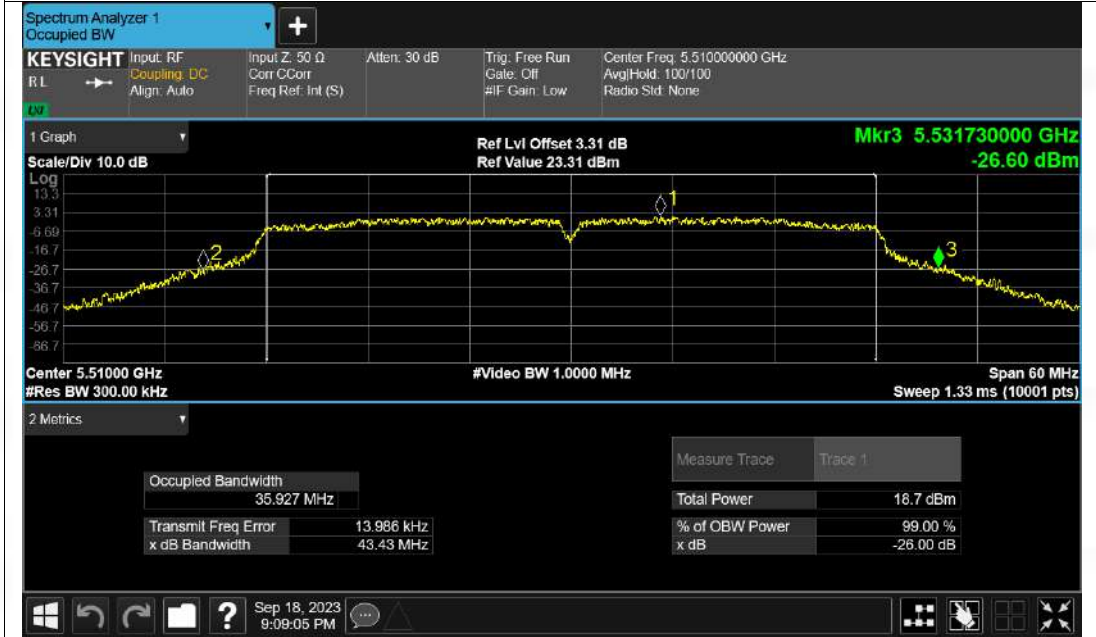 Spectrum Analyzer 1
Occupied BW
+
KEYSIGHT
Input: RF
Coupling: DC
Align: Auto
Input Z: 50 Ω
Corr CCorr
Freq Ref: Int (S)
Atten: 30 dB
Trig: Free Run
Gate: Off
#IF Gain: Low
Center Freq: 5.510000000 GHz
Avg|Hold: 100/100
Radio Std: None
R L
LXI
1 Graph
Scale/Div 10.0 dB
Ref Lvl Offset 3.31 dB
Ref Value 23.31 dBm
Mkr3 5.531730000 GHz
-26.60 dBm
Log
13.3
3.31
-6.69
-16.7
-26.7
-36.7
-46.7
-56.7
-66.7
1
2
3
Center 5.51000 GHz
#Video BW 1.0000 MHz
Span 60 MHz
#Res BW 300.00 kHz
Sweep 1.33 ms (10001 pts)
2 Metrics
Measure Trace Trace 1
Occupied Bandwidth
35.927 MHz
Total Power 18.7 dBm
Transmit Freq Error 13.986 kHz
% of OBW Power 99.00 %
x dB Bandwidth 43.43 MHz
x dB -26.00 dB
?
Sep 18, 2023
9:09:05 PM